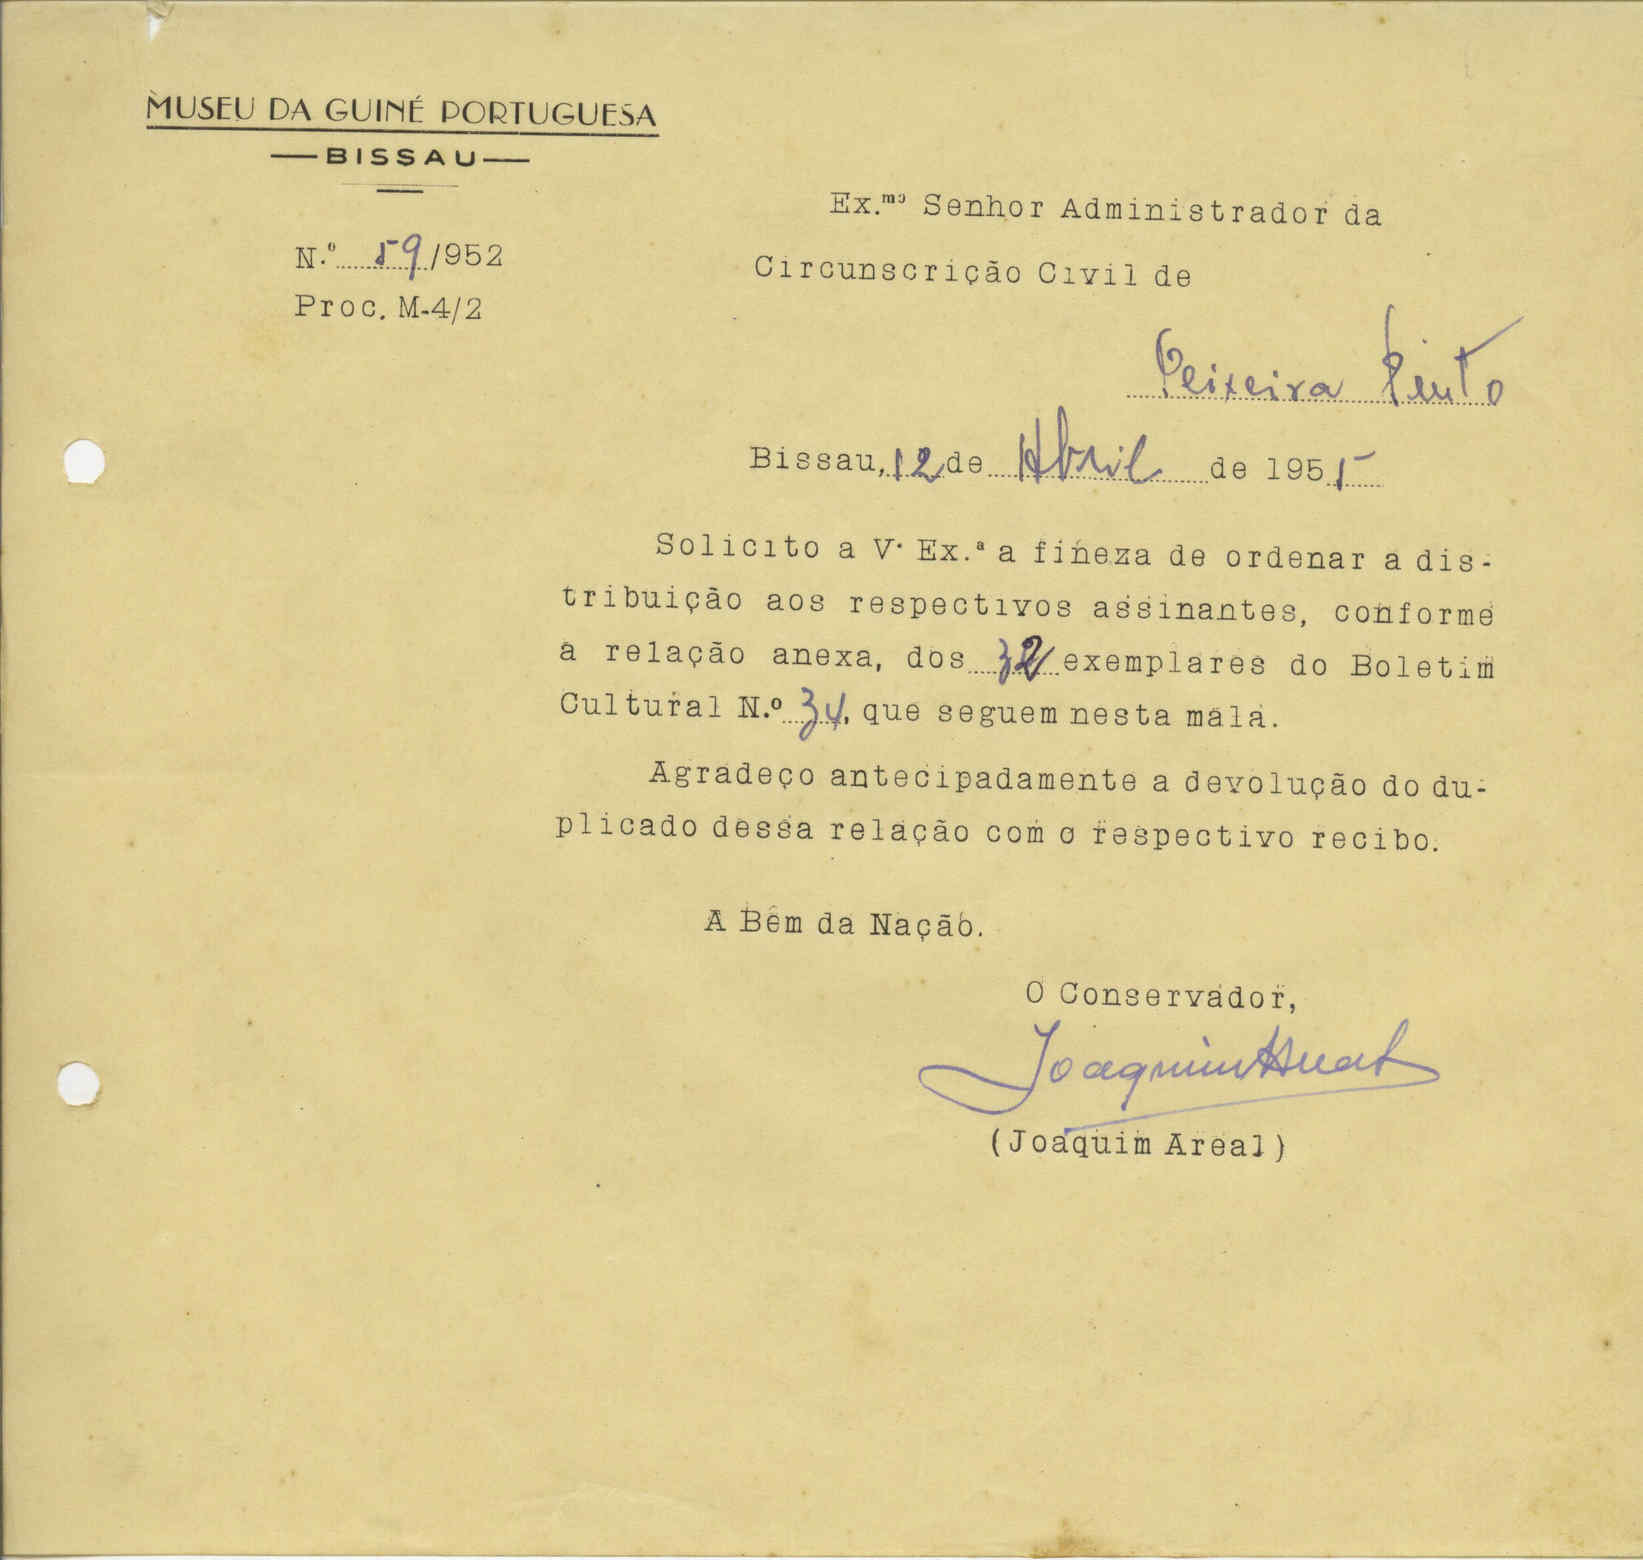 MUSEU DA GUINÉ PORTUGUESA
—BISSAU—
N.º 59/952
Proc. M-4/2
Ex.mº Senhor Administrador da
Circunscrição Civil de
Teixeira Pinto
Bissau, 12 de Abril de 1955
Solicito a V. Ex.ª a fineza de ordenar a dis-
tribuição aos respectivos assinantes, conforme
a relação anexa, dos 32 exemplares do Boletim
Cultural N.º 34, que seguem nesta mala.
Agradeço antecipadamente a devolução do du-
plicado dessa relação com o respectivo recibo.
A Bem da Nação.
O Conservador,
Joaquim Areal
(Joaquim Areal)